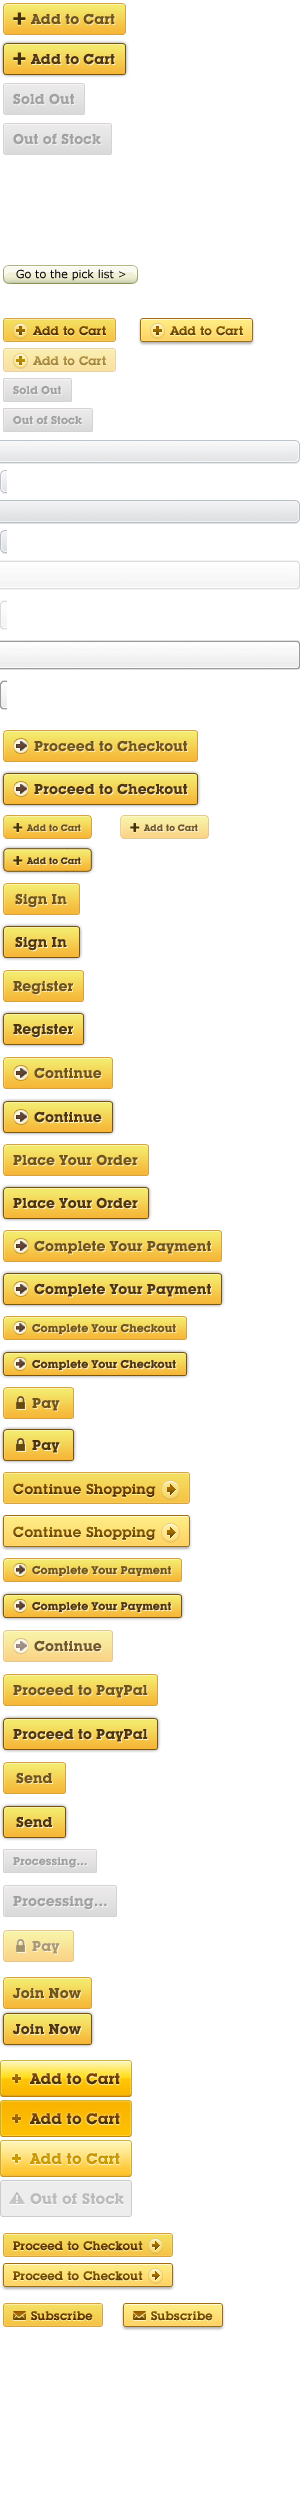 Add to Cart
Add to Cart
Sold Out
Out of Stock
Go to the pick list >
Add to Cart Add to Cart
Add to Cart
Sold Out
Out of Stock
Proceed to Checkout
Proceed to Checkout
Add to Cart Add to Cart
Add to Cart
Sign In
Sign In
Register
Register
Continue
Continue
Place Your Order
Place Your Order
Complete Your Payment
Complete Your Payment
Complete Your Checkout
Complete Your Checkout
Pay
Pay
Continue Shopping
Continue Shopping
Complete Your Payment
Complete Your Payment
Continue
Proceed to PayPal
Proceed to PayPal
Send
Send
Processing...
Processing...
Pay
Join Now
Join Now
Add to Cart
Add to Cart
Add to Cart
Out of Stock
Proceed to Checkout
Proceed to Checkout
Subscribe Subscribe